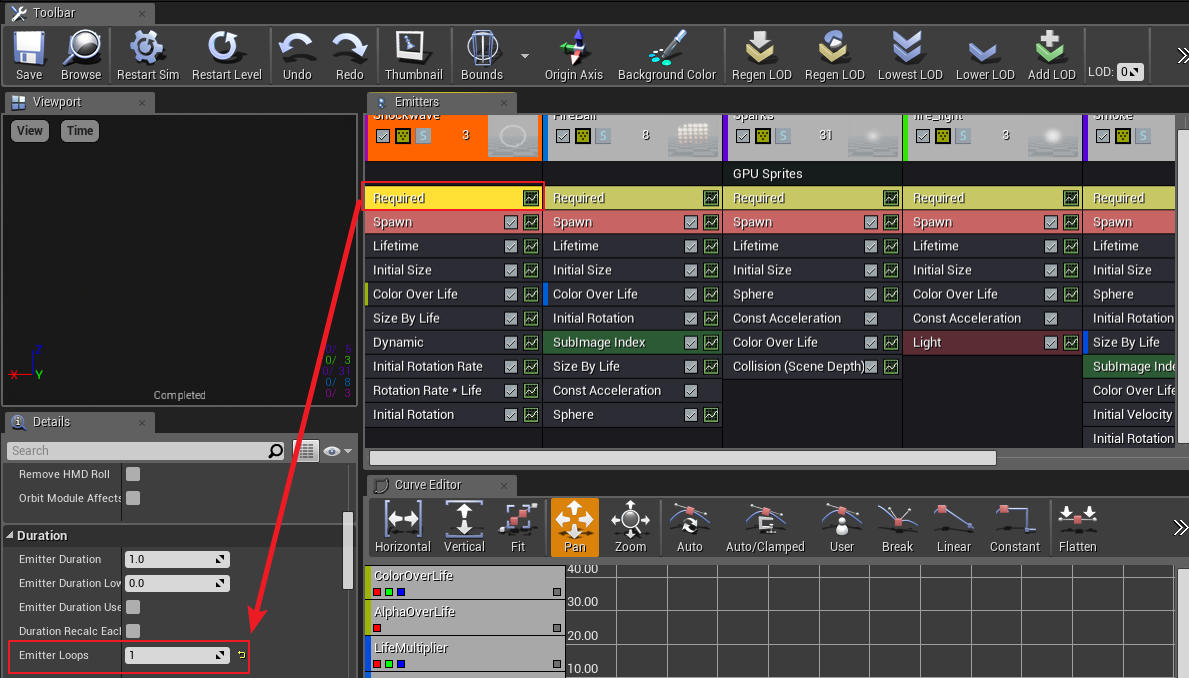 Toolbar
Save
Browse
Restart Sim
Restart Level
Undo
Redo
Thumbnail
Bounds
Origin Axis
Background Color
Regen LOD
Regen LOD
Lowest LOD
Lower LOD
Add LOD
LOD: 0
Viewport
View
Time
0/ 5
0/ 3
0/ 31
0/ 8
0/ 3
Z
X
Y
Completed
Emitters
Shockwave
S
3
FireBall
S
8
Sparks
S
31
fire_light
S
3
Smoke
S
GPU Sprites
Required
Spawn
Lifetime
Initial Size
Color Over Life
Size By Life
Dynamic
Initial Rotation Rate
Rotation Rate * Life
Initial Rotation
Required
Spawn
Lifetime
Initial Size
Color Over Life
Initial Rotation
SubImage Index
Size By Life
Const Acceleration
Sphere
Required
Spawn
Lifetime
Initial Size
Sphere
Const Acceleration
Color Over Life
Collision (Scene Depth)
Required
Spawn
Lifetime
Initial Size
Color Over Life
Const Acceleration
Light
Required
Spawn
Lifetime
Initial Size
Sphere
Initial Rotation
Size By Life
SubImage Inde
Color Over Life
Initial Velocity
Initial Rotation
Details
Search
Remove HMD Roll
Orbit Module Affects
Duration
Emitter Duration 1.0
Emitter Duration Low 0.0
Emitter Duration Use
Duration Recalc Each
Emitter Loops 1
Curve Editor
Horizontal
Vertical
Fit
Pan
Zoom
Auto
Auto/Clamped
User
Break
Linear
Constant
Flatten
ColorOverLife
AlphaOverLife
LifeMultiplier
40.00
30.00
20.00
10.00